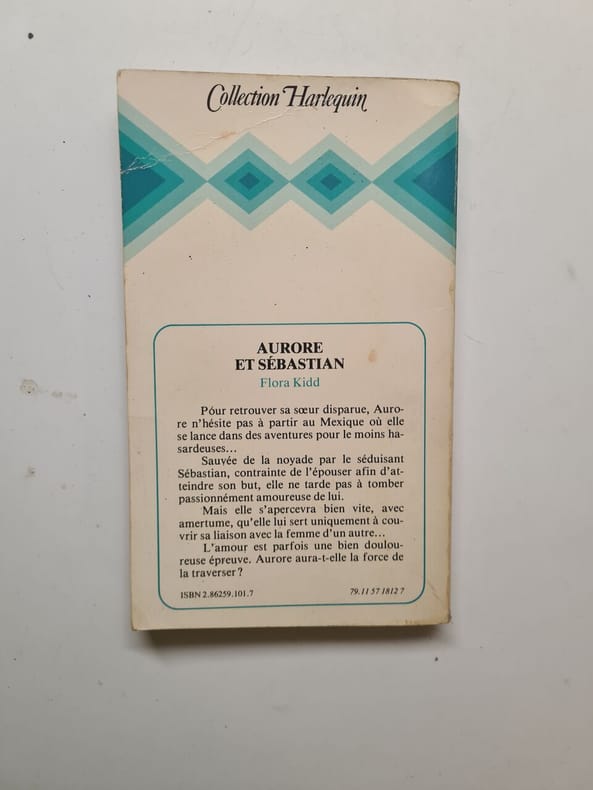 Collection Harlequin
AURORE
ET SÉBASTIAN
Flora Kidd
Póur retrouver sa sœur disparue, Auro-
re n'hésite pas à partir au Mexique où elle
se lance dans des aventures pour le moins ha-
sardeuses...
Sauvée de la noyade par le séduisant
Sébastian, contrainte de l'épouser afin d'at-
teindre son but, elle ne tarde pas à tomber
passionnément amoureuse de lui.
Mais elle s'apercevra bien vite, avec
amertume, qu'elle lui sert uniquement à cou-
vrir sa liaison avec la femme d'un autre...
L'amour est parfois une bien doulou-
reuse épreuve. Aurore aura-t-elle la force de
la traverser ?
ISBN 2.86259.101.7 79.11 57 1812 7